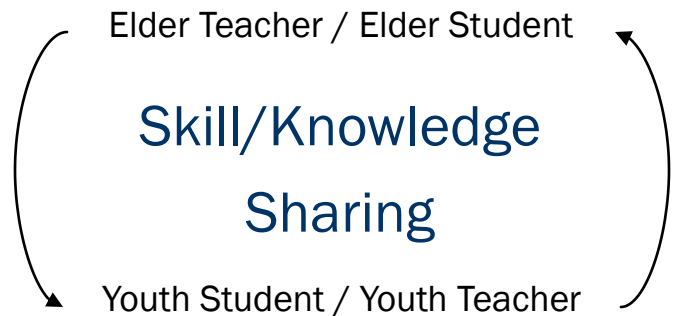 Elder Teacher / Elder Student
Skill/Knowledge
Sharing
Youth Student / Youth Teacher